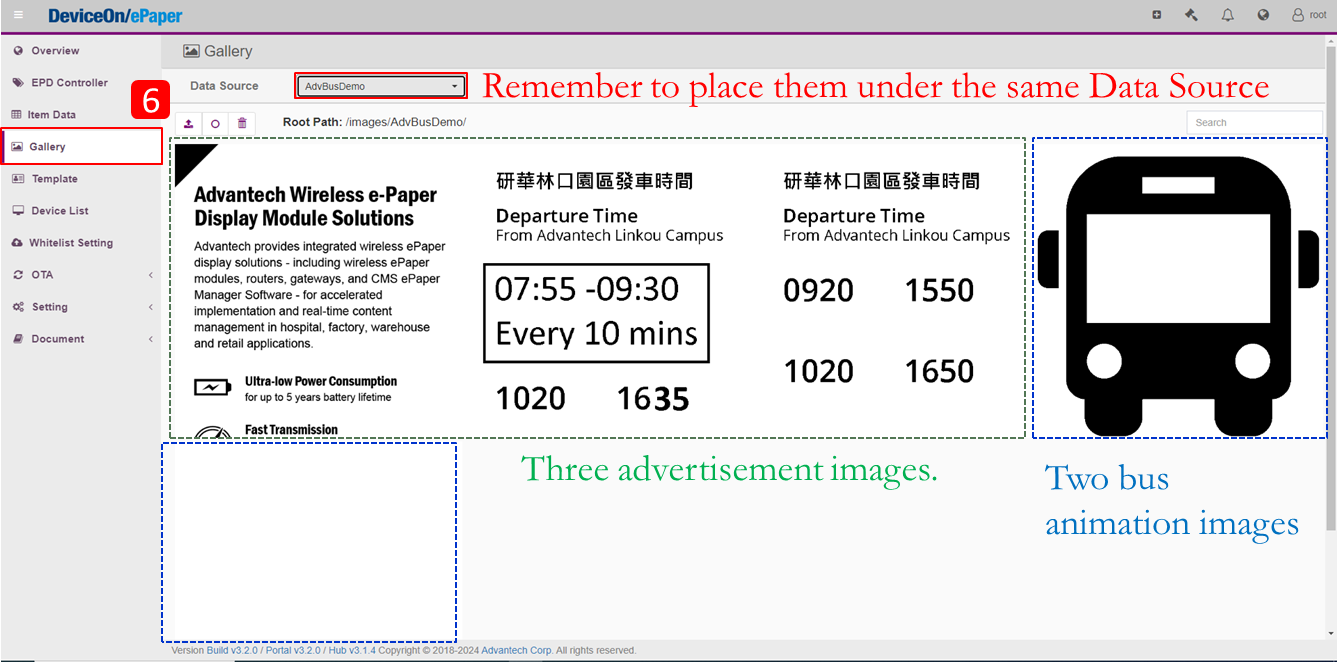 DeviceOn/ePaper
root
Overview
EPD Controller
Item Data
Gallery
Template
Device List
Whitelist Setting
OTA
Setting
Document
6
Gallery
Data Source
AdvBusDemo
Remember to place them under the same Data Source
Root Path: /images/AdvBusDemo/
Search
Advantech Wireless e-Paper
Display Module Solutions
Advantech provides integrated wireless ePaper
display solutions - including wireless ePaper
modules, routers, gateways, and CMS ePaper
Manager Software - for accelerated
implementation and real-time content
management in hospital, factory, warehouse
and retail applications.
Ultra-low Power Consumption
for up to 5 years battery lifetime
Fast Transmission
研華林口園區發車時間
Departure Time
From Advantech Linkou Campus
07:55 -09:30
Every 10 mins
1020 1635
研華林口園區發車時間
Departure Time
From Advantech Linkou Campus
0920 1550
1020 1650
Three advertisement images.
Two bus
animation images
Version Build v3.2.0 / Portal v3.2.0 / Hub v3.1.4 Copyright © 2018-2024 Advantech Corp. All rights reserved.